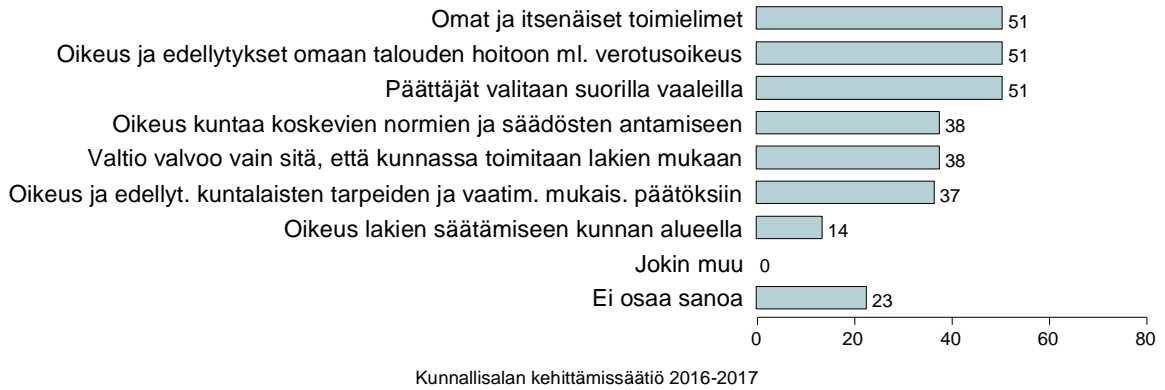 Omat ja itsenäiset toimielimet 51
Oikeus ja edellytykset omaan talouden hoitoon ml. verotusoikeus 51
Päättäjät valitaan suorilla vaaleilla 51
Oikeus kuntaa koskevien normien ja säädösten antamiseen 38
Valtio valvoo vain sitä, että kunnassa toimitaan lakien mukaan 38
Oikeus ja edellyt. kuntalaisten tarpeiden ja vaatim. mukais. päätöksiin 37
Oikeus lakien säätämiseen kunnan alueella 14
Jokin muu 0
Ei osaa sanoa 23
0 20 40 60 80
Kunnallisalan kehittämissäätiö 2016-2017